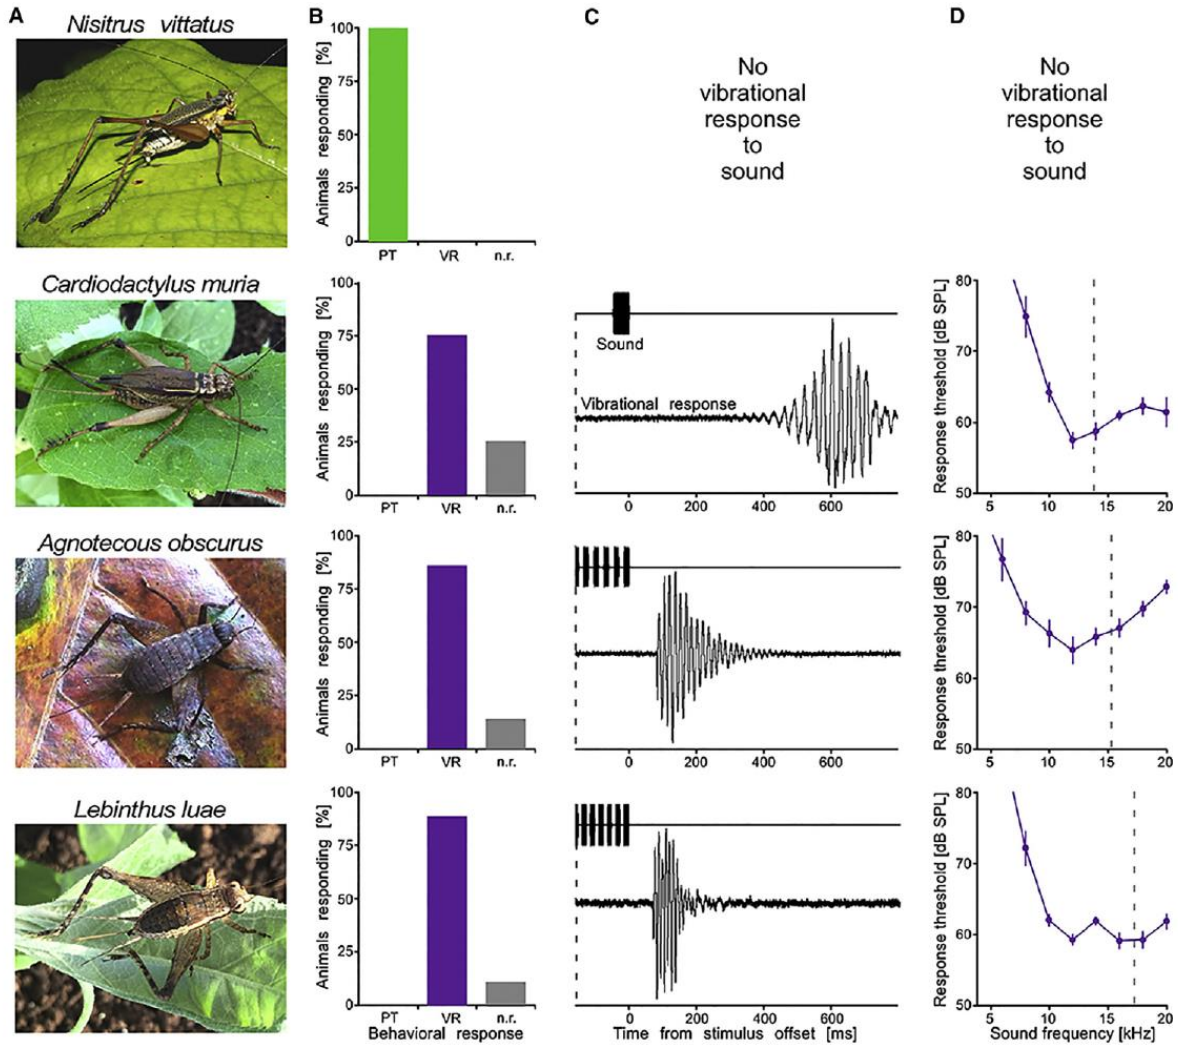 A
B
C
D
Nisitrus vittatus
Animals responding [%]
100
75
50
25
0
PT VR n.r.
No
vibrational
response
to
sound
No
vibrational
response
to
sound
Cardiodactylus muria
Animals responding [%]
100
75
50
25
0
PT VR n.r.
Sound
Vibrational response
0 200 400 600
Response threshold [dB SPL]
80
70
60
50
5 10 15 20
Agnotecous obscurus
Animals responding [%]
100
75
50
25
0
PT VR n.r.
0 200 400 600
Response threshold [dB SPL]
80
70
60
50
5 10 15 20
Lebinthus luae
Animals responding [%]
100
75
50
25
0
PT VR n.r.
Behavioral response
0 200 400 600
Time from stimulus offset [ms]
Response threshold [dB SPL]
80
70
60
50
5 10 15 20
Sound frequency [kHz]